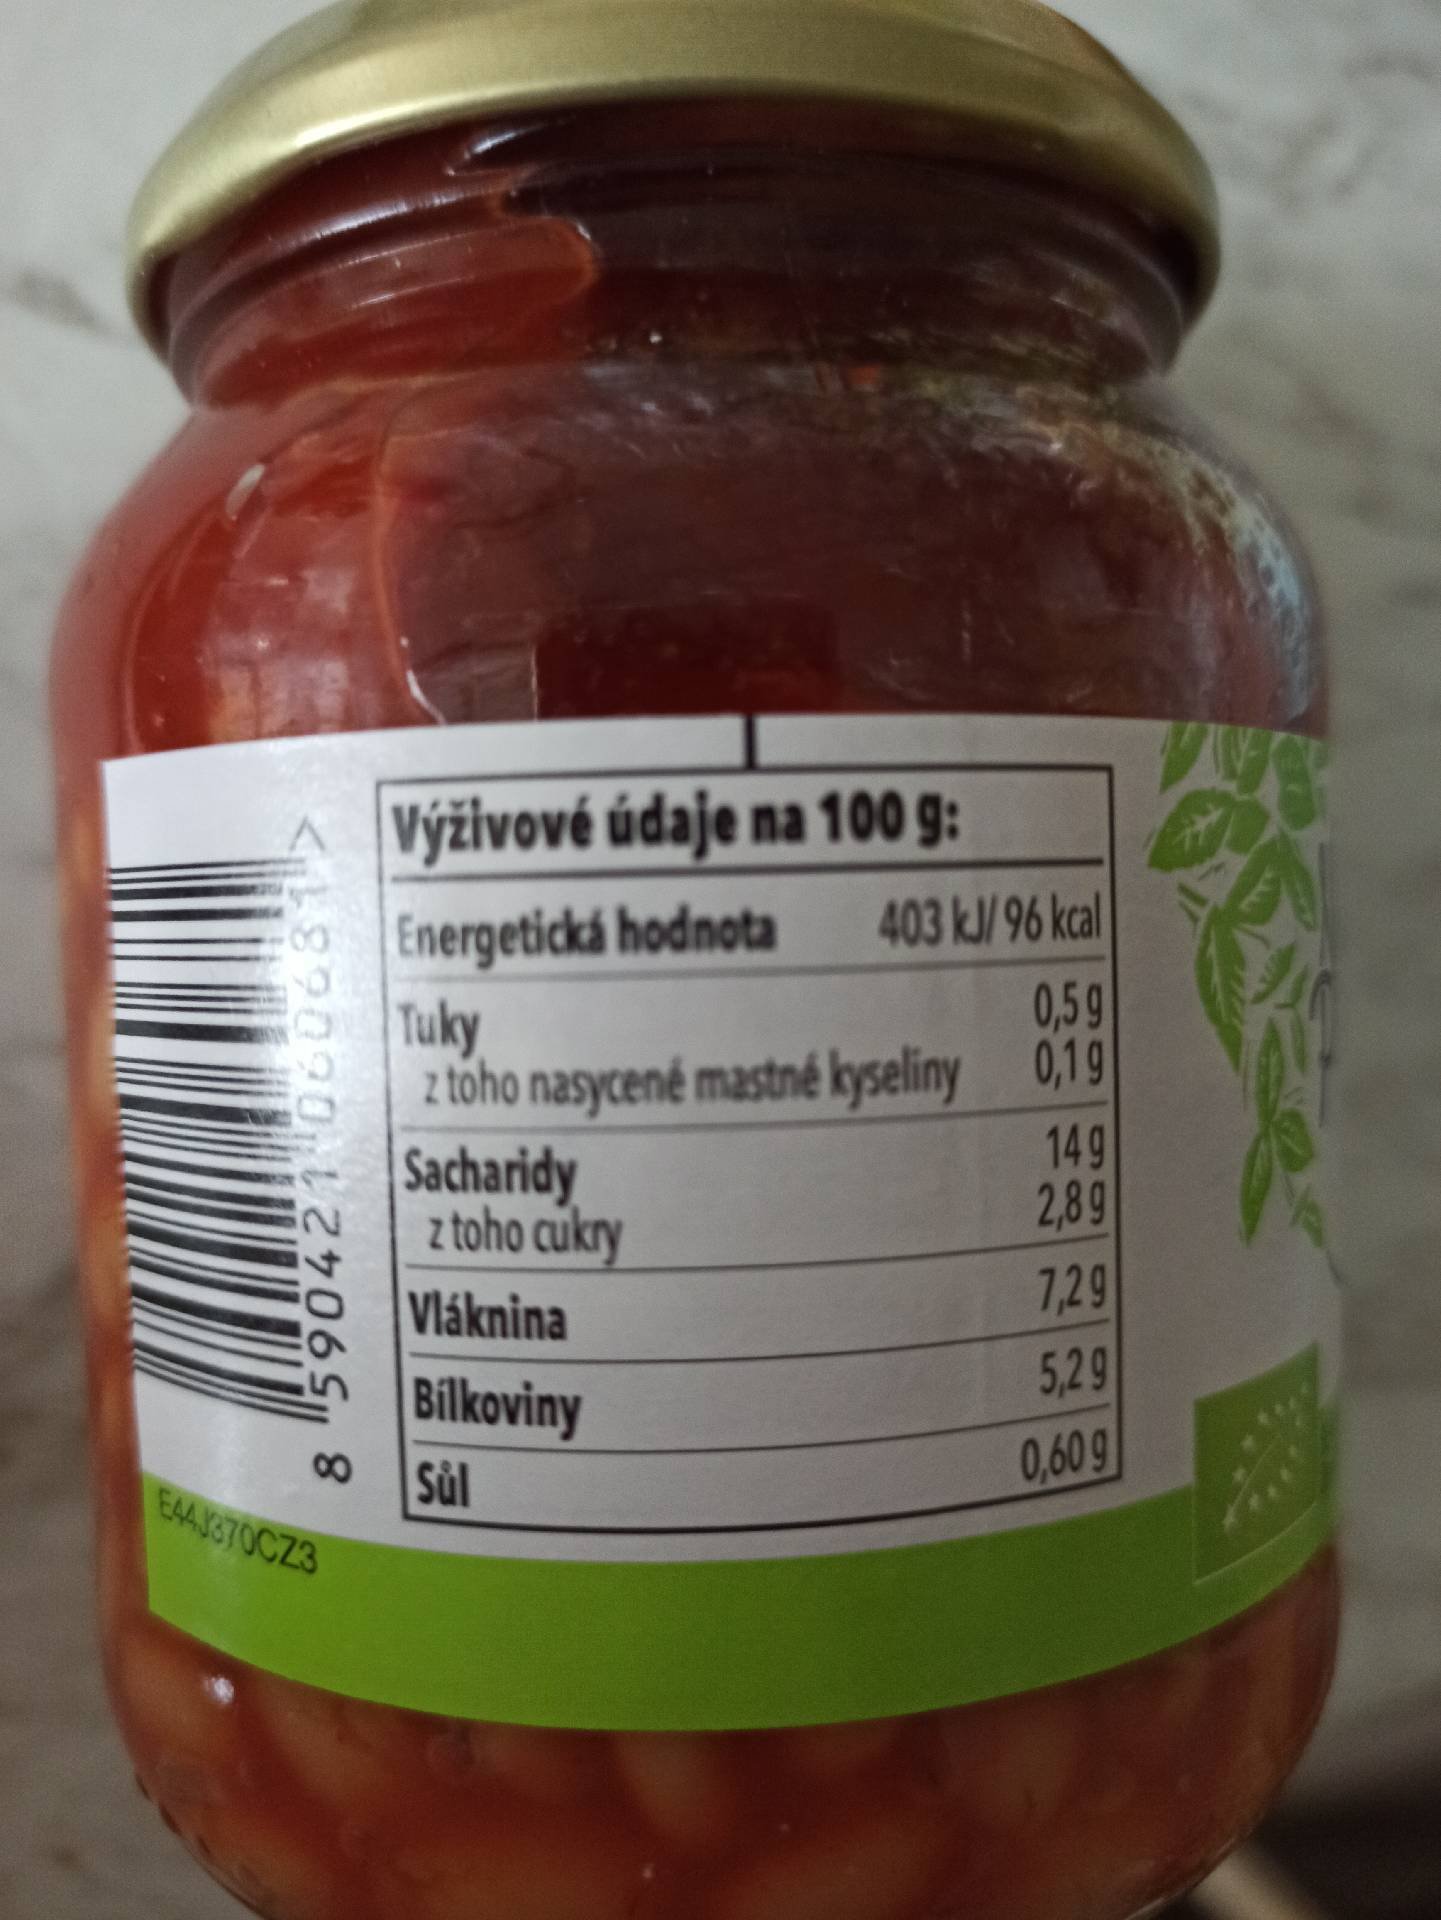 Výživové údaje na 100 g:
Energetická hodnota 403 kJ/ 96 kcal
Tuky 0,5 g
z toho nasycené mastné kyseliny 0,1 g
Sacharidy 14 g
z toho cukry 2,8 g
Vláknina 7,2 g
Bílkoviny 5,2 g
Sůl 0,60 g
8 590421 060681 >
E44J370CZ3